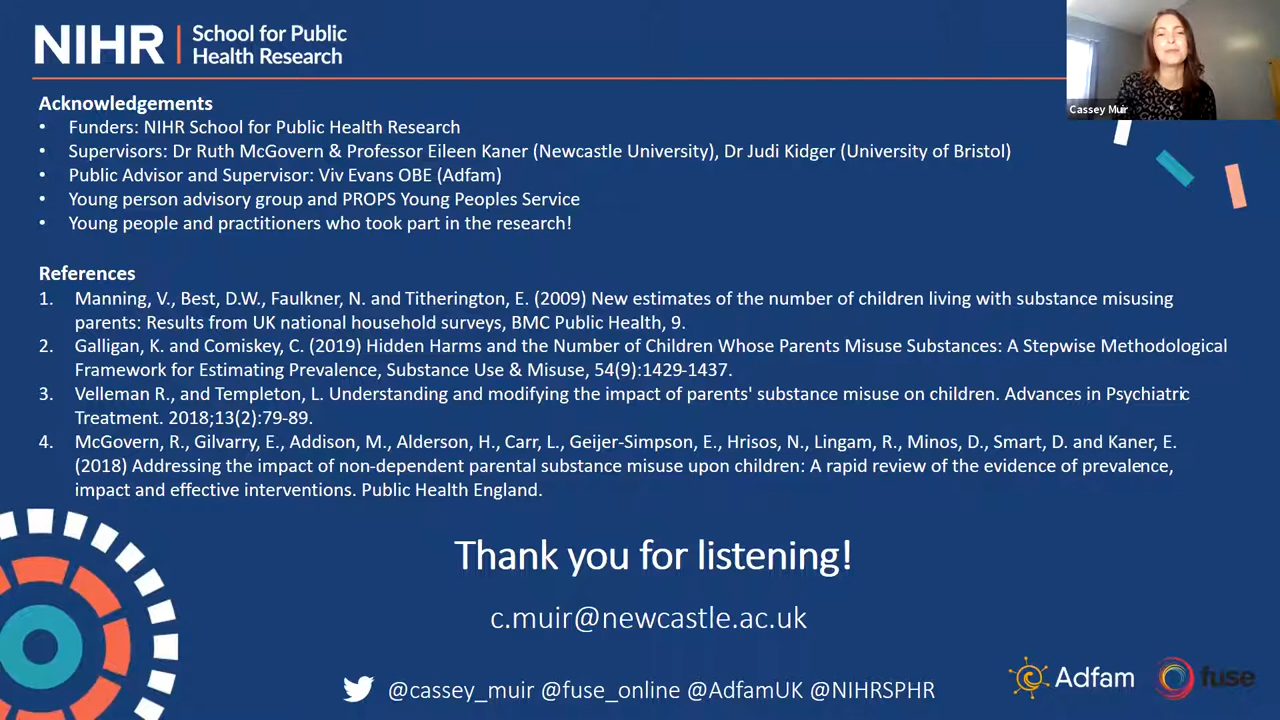 NIHR | School for Public
Health Research
Cassey Muir
Acknowledgements
• Funders: NIHR School for Public Health Research
• Supervisors: Dr Ruth McGovern & Professor Eileen Kaner (Newcastle University), Dr Judi Kidger (University of Bristol)
• Public Advisor and Supervisor: Viv Evans OBE (Adfam)
• Young person advisory group and PROPS Young Peoples Service
• Young people and practitioners who took part in the research!
References
1. Manning, V., Best, D.W., Faulkner, N. and Titherington, E. (2009) New estimates of the number of children living with substance misusing
parents: Results from UK national household surveys, BMC Public Health, 9.
2. Galligan, K. and Comiskey, C. (2019) Hidden Harms and the Number of Children Whose Parents Misuse Substances: A Stepwise Methodological
Framework for Estimating Prevalence, Substance Use & Misuse, 54(9):1429-1437.
3. Velleman R., and Templeton, L. Understanding and modifying the impact of parents' substance misuse on children. Advances in Psychiatric
Treatment. 2018;13(2):79-89.
4. McGovern, R., Gilvarry, E., Addison, M., Alderson, H., Carr, L., Geijer-Simpson, E., Hrisos, N., Lingam, R., Minos, D., Smart, D. and Kaner, E.
(2018) Addressing the impact of non-dependent parental substance misuse upon children: A rapid review of the evidence of prevalence,
impact and effective interventions. Public Health England.
Thank you for listening!
c.muir@newcastle.ac.uk
@cassey_muir @fuse_online @AdfamUK @NIHRSPHR
Adfam
fuse